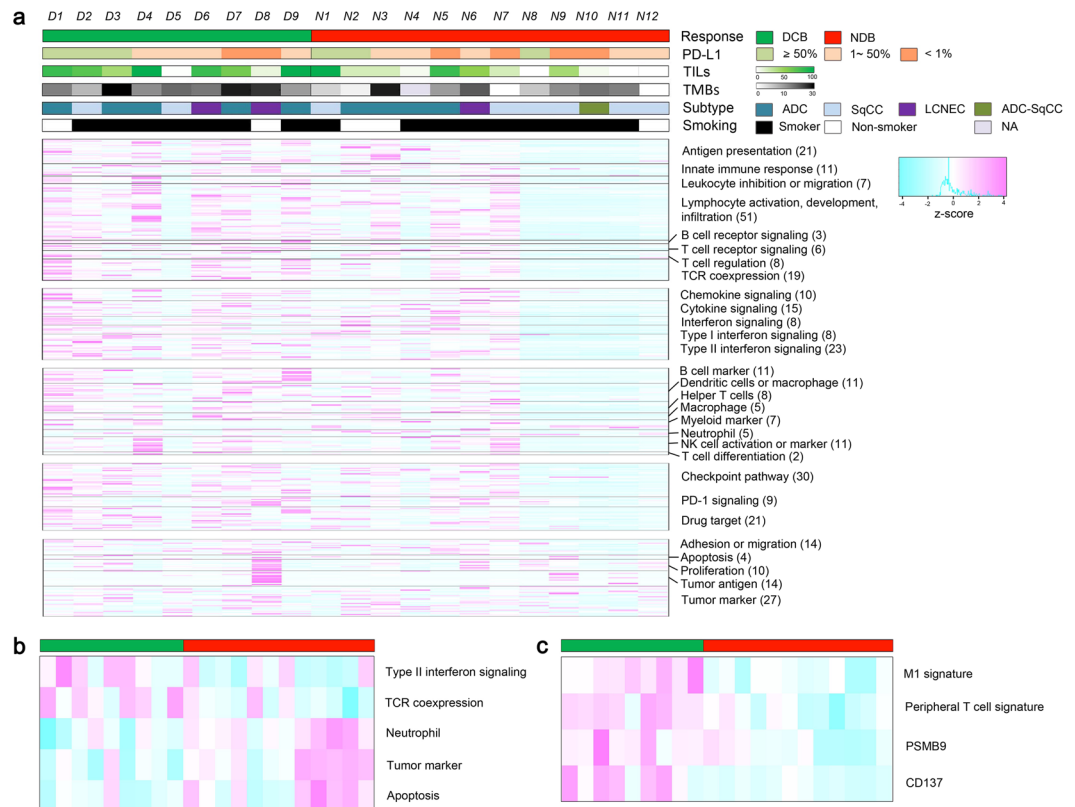 a
D1 D2 D3 D4 D5 D6 D7 D8 D9 N1 N2 N3 N4 N5 N6 N7 N8 N9 N10 N11 N12
Response DCB NDB
PD-L1 ≥ 50% 1~ 50% < 1%
TILs 0 50 100
TMBs 0 10 30
Subtype ADC SqCC LCNEC ADC-SqCC
Smoking Smoker Non-smoker NA
Antigen presentation (21)
Innate immune response (11)
Leukocyte inhibition or migration (7)
Lymphocyte activation, development,
infiltration (51)
B cell receptor signaling (3)
T cell receptor signaling (6)
T cell regulation (8)
TCR coexpression (19)
-4 -2 0 2 4
z-score
Chemokine signaling (10)
Cytokine signaling (15)
Interferon signaling (8)
Type I interferon signaling (8)
Type II interferon signaling (23)
B cell marker (11)
Dendritic cells or macrophage (11)
Helper T cells (8)
Macrophage (5)
Myeloid marker (7)
Neutrophil (5)
NK cell activation or marker (11)
T cell differentiation (2)
Checkpoint pathway (30)
PD-1 signaling (9)
Drug target (21)
Adhesion or migration (14)
Apoptosis (4)
Proliferation (10)
Tumor antigen (14)
Tumor marker (27)
b
Type II interferon signaling
TCR coexpression
Neutrophil
Tumor marker
Apoptosis
c
M1 signature
Peripheral T cell signature
PSMB9
CD137